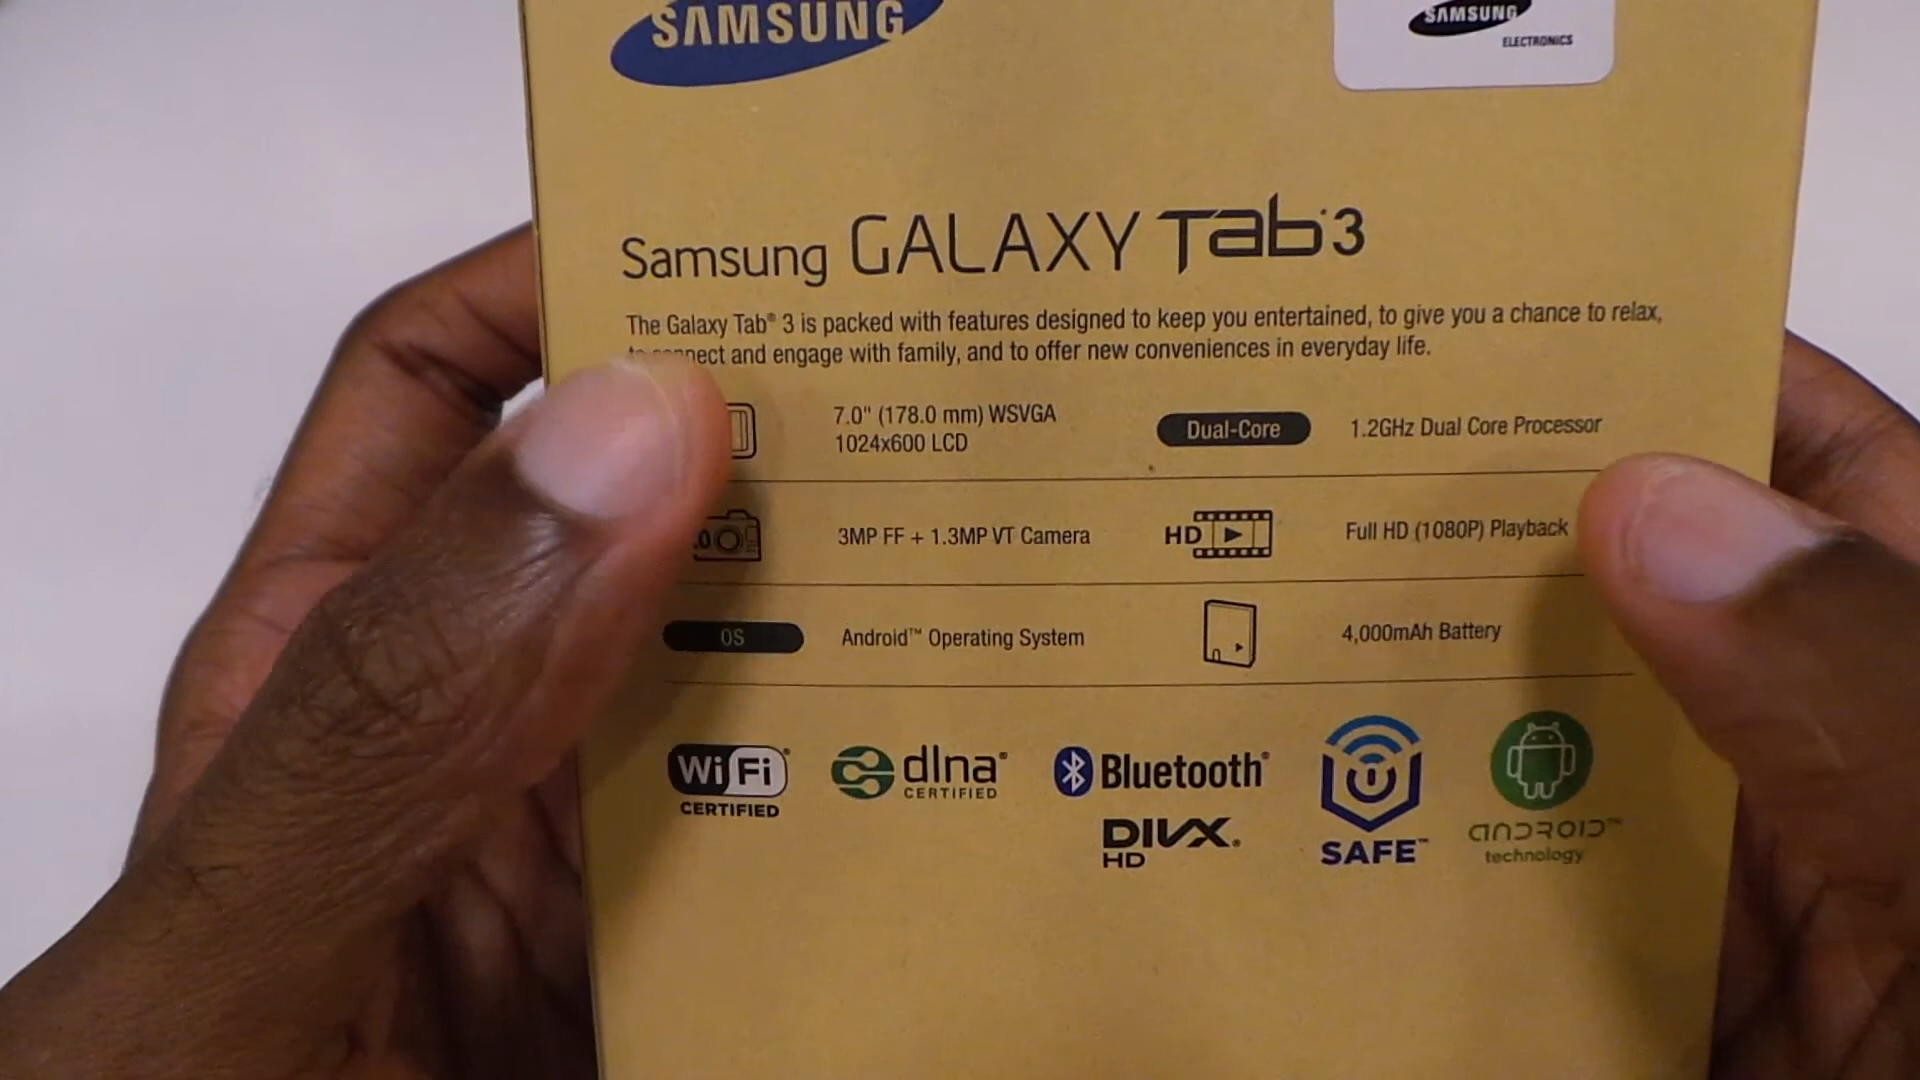 SAMSUNG
SAMSUNG
ELECTRONICS
Samsung GALAXY Tab 3
The Galaxy Tab® 3 is packed with features designed to keep you entertained, to give you a chance to relax,
and engage with family, and to offer new conveniences in everyday life.
7.0" (178.0 mm) WSVGA
1024x600 LCD
Dual-Core
1.2GHz Dual Core Processor
3MP FF + 1.3MP VT Camera
HD
Full HD (1080P) Playback
OS
Android™ Operating System
4,000mAh Battery
Wi Fi®
CERTIFIED
dlna®
CERTIFIED
Bluetooth®
DIVX®
HD
SAFE™
ANDROID™
technology